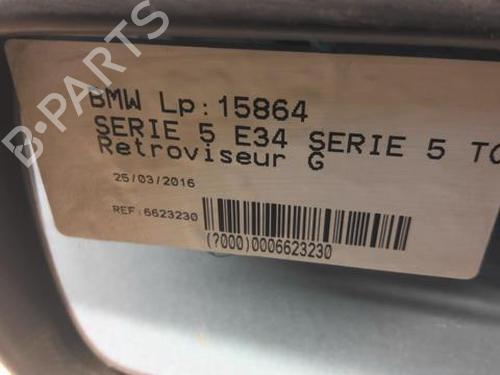 BMW Lp:15864
SERIE 5 E34 SERIE 5 TO
Retroviseur G
25/03/2016
REF:6623230
(?000)0006623230
B-PARTS